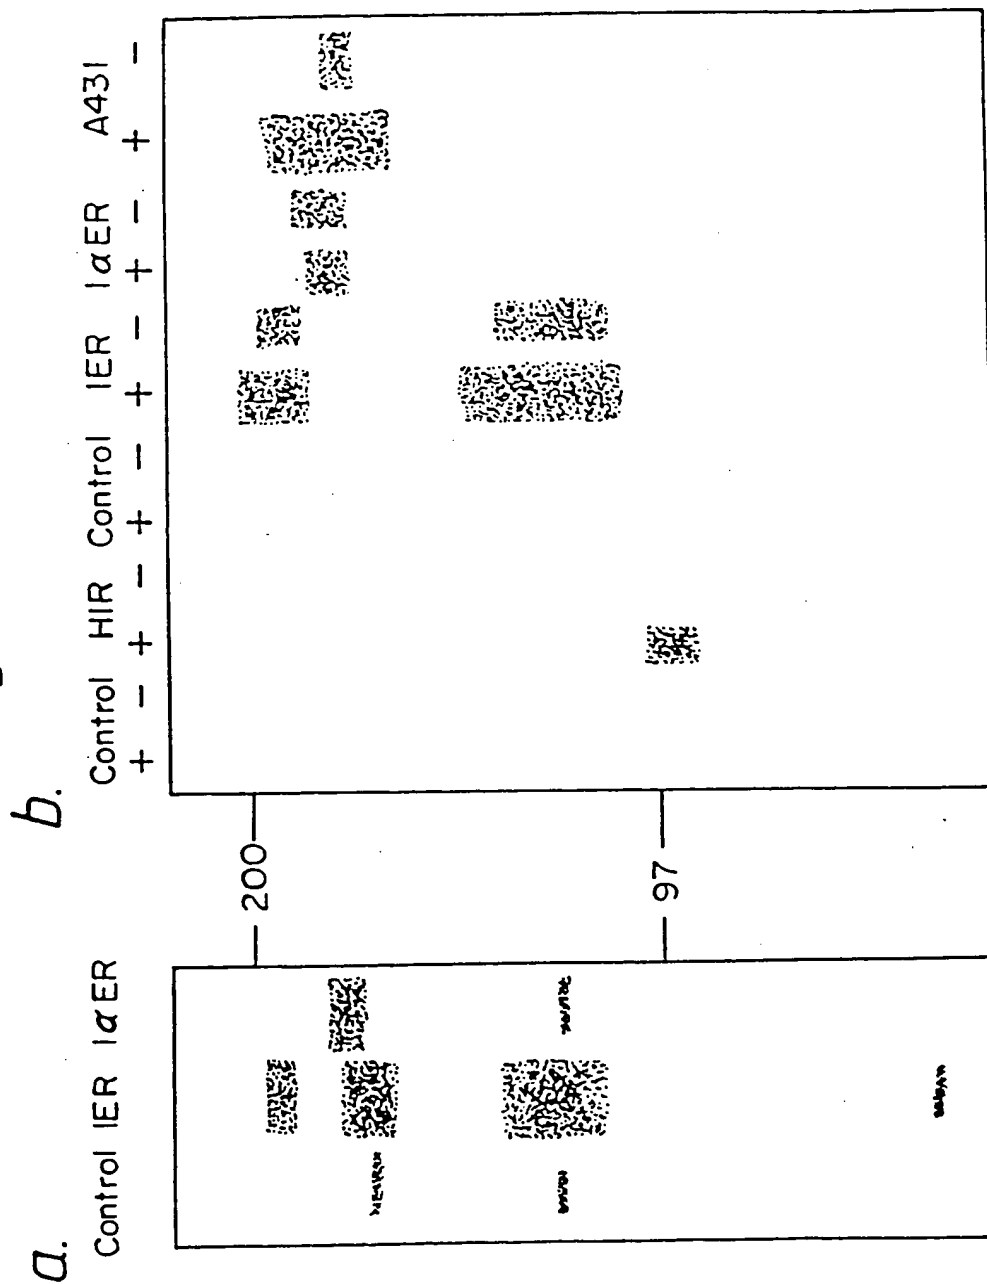 a.
Control IER IαER
200
97
b.
Control HIR Control IER IαER A431
+ − + − + − + − + − + −